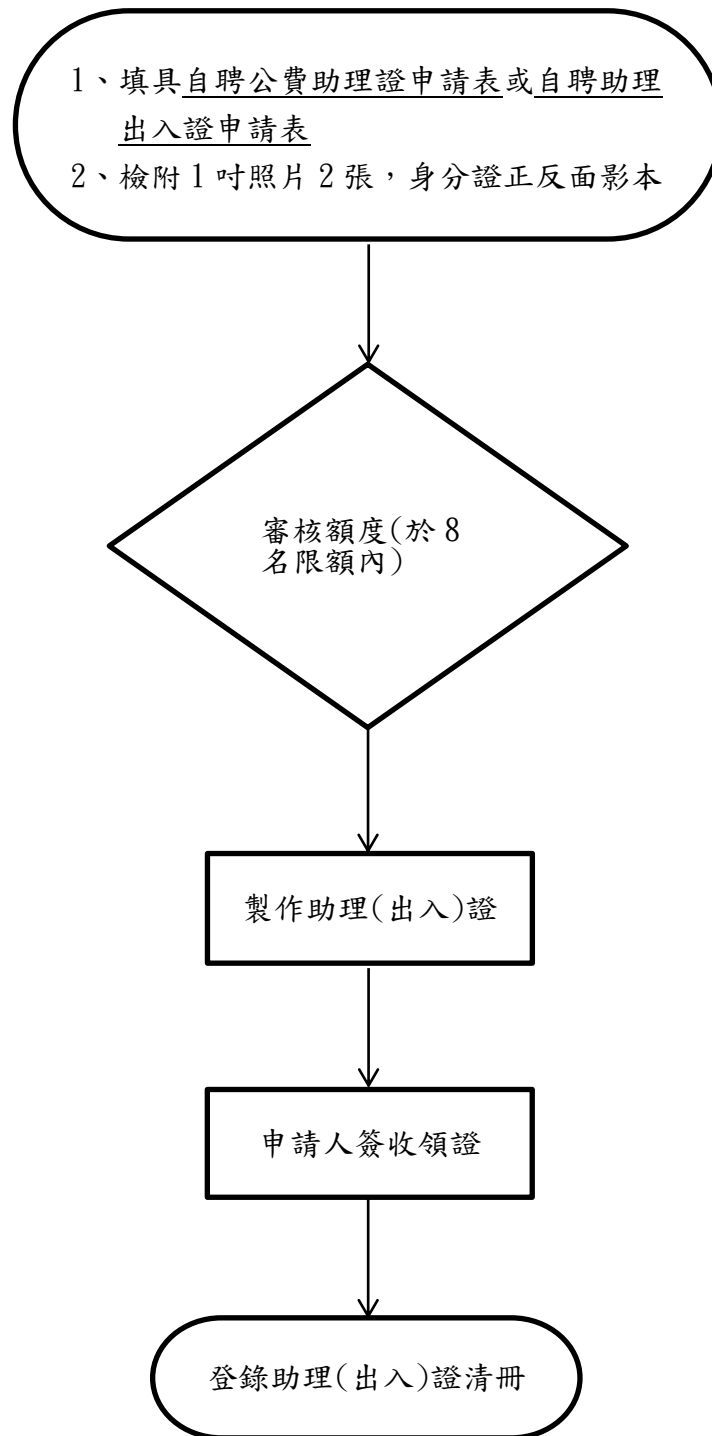 1、填具自聘公費助理證申請表或自聘助理
出入證申請表
2、檢附1吋照片2張，身分證正反面影本
審核額度(於8
名限額內)
製作助理(出入)證
申請人簽收領證
登錄助理(出入)證清冊